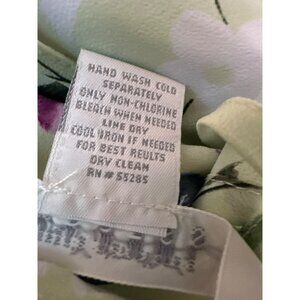 HAND WASH COLD
SEPARATELY
ONLY NON-CHLORINE
BLEACH WHEN NEEDED
LINE DRY
COOL IRON IF NEEDED
FOR BEST REULTS
DRY CLEAN
RN # 55285